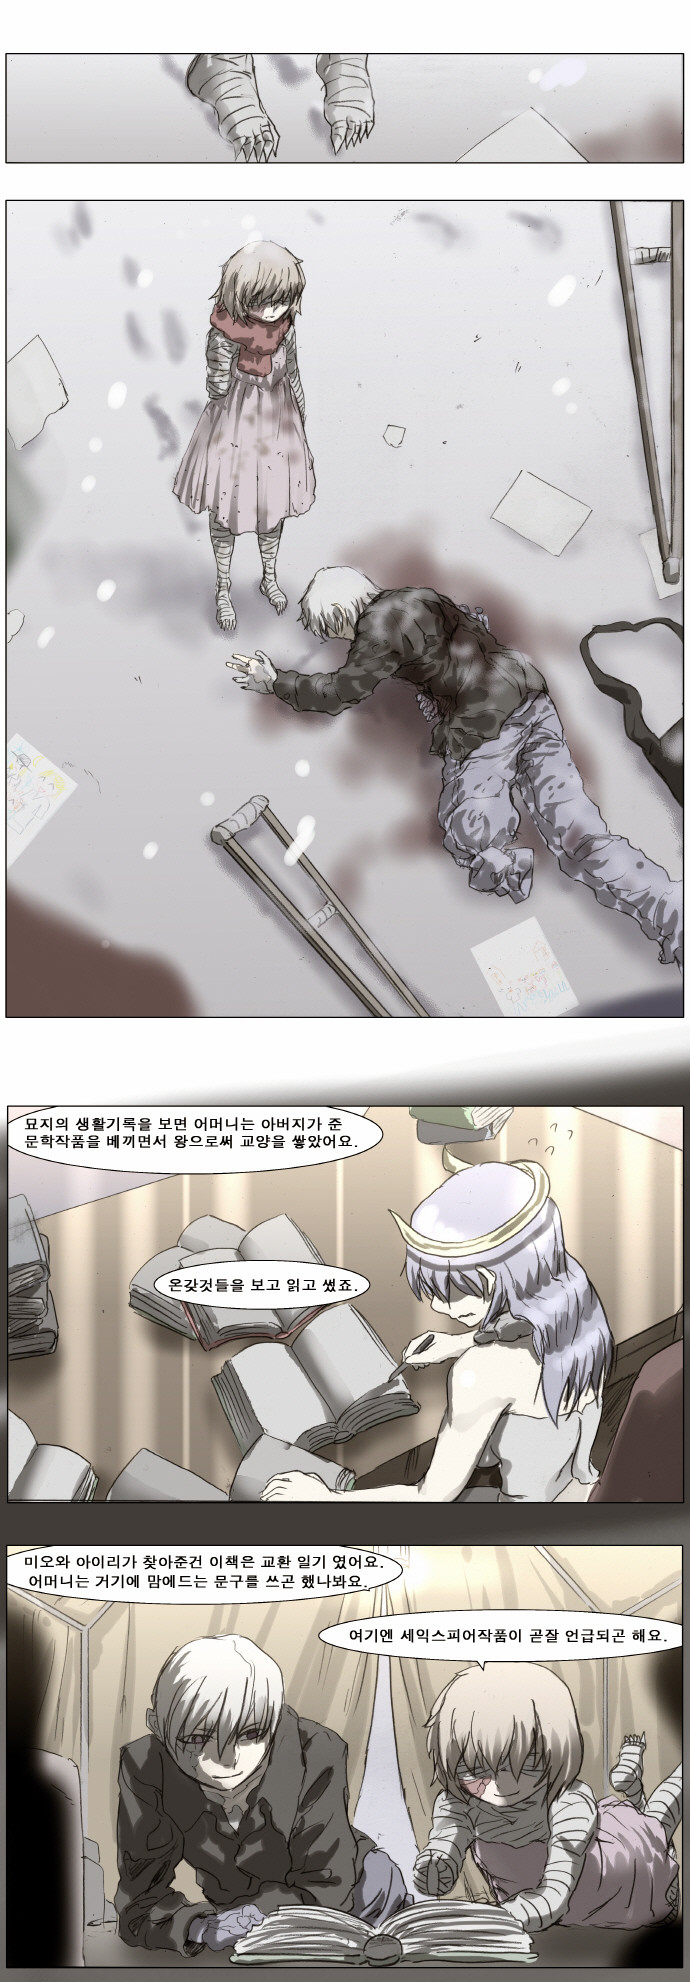 묘지의 생활기록을 보면 어머니는 아버지가 준
문학작품을 베끼면서 왕으로써 교양을 쌓았어요.
온갖것들을 보고 읽고 썼죠.
미오와 아이리가 찾아준건 이책은 교환 일기 였어요.
어머니는 거기에 맘에드는 문구를 쓰곤 했나봐요.
여기엔 셰익스피어작품이 곧잘 언급되곤 해요.